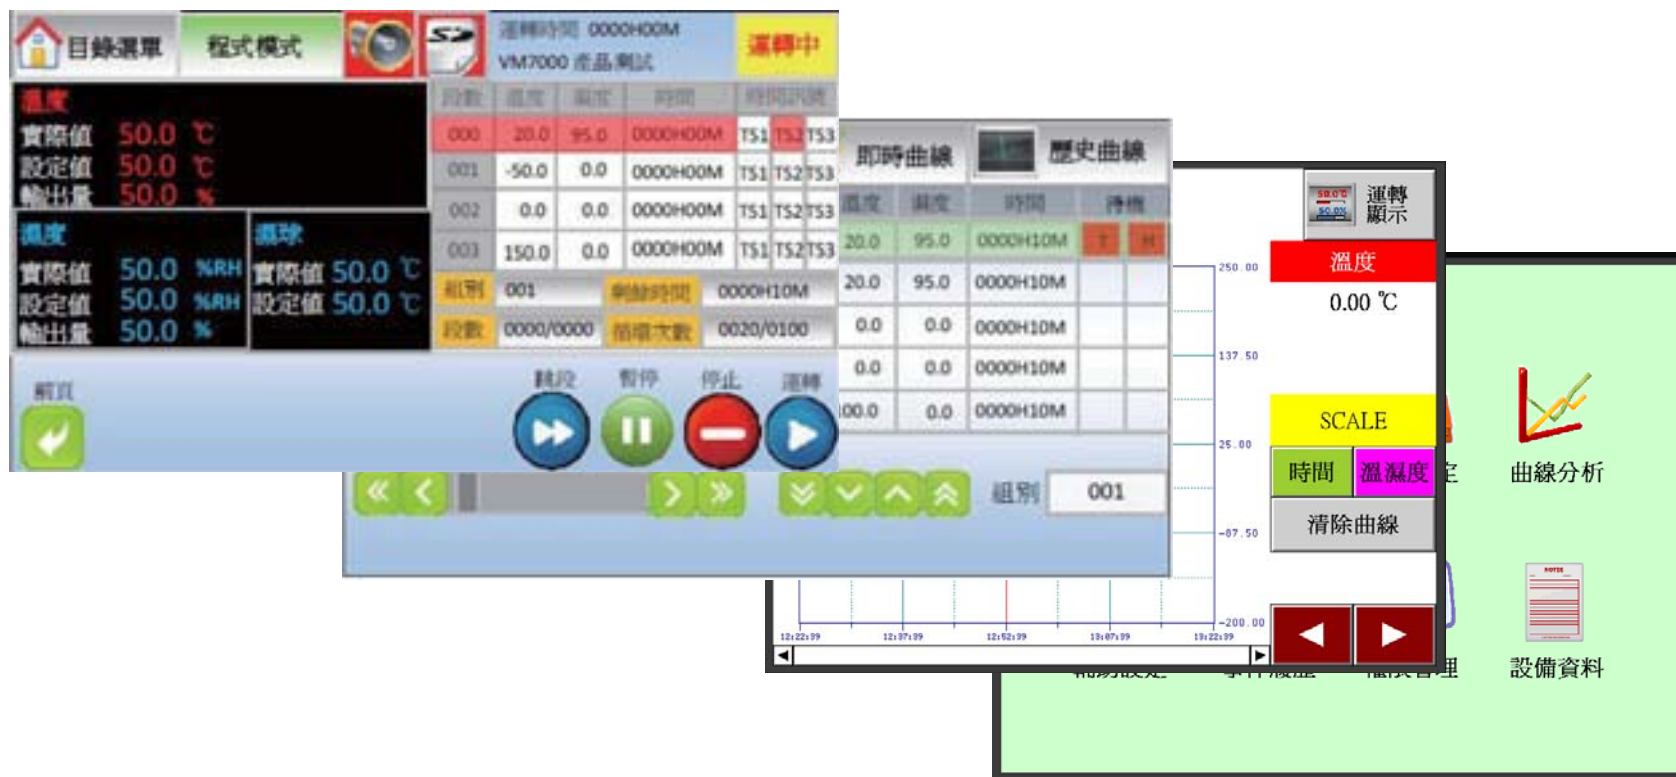 目錄選單 程式模式 SD 運轉時間 0000H00M 運轉中
VM7000 產品測試
溫度
實際值 50.0 ℃
設定值 50.0 ℃
輸出量 50.0 %
濕度
實際值 50.0 %RH
設定值 50.0 %RH
輸出量 50.0 %
濕球
實際值 50.0 ℃
設定值 50.0 ℃
段數 溫度 濕度 時間 時間訊號
000 20.0 95.0 0000H00M TS1 TS2 TS3
001 -50.0 0.0 0000H00M TS1 TS2 TS3
002 0.0 0.0 0000H00M TS1 TS2 TS3
003 150.0 0.0 0000H00M TS1 TS2 TS3
組別 001 剩餘時間 0000H10M
段數 0000/0000 循環次數 0020/0100
前頁 跳段 暫停 停止 運轉
即時曲線 歷史曲線
溫度 濕度 時間 待機
20.0 95.0 0000H10M T H
20.0 95.0 0000H10M
0.0 0.0 0000H10M
0.0 0.0 0000H10M
00.0 0.0 0000H10M
組別 001
運轉
顯示
溫度
0.00 ℃
SCALE
時間 溫濕度
清除曲線
250.00
137.50
25.00
-87.50
-200.00
12:22:39 12:37:39 12:52:39 13:07:39 13:22:39
定 曲線分析
NOTICE
設備資料